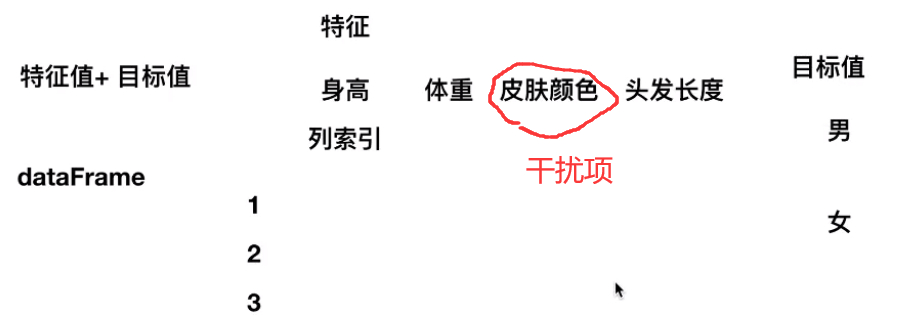 特征
特征值+ 目标值
目标值
身高 体重 皮肤颜色 头发长度
列索引
男
干扰项
dataFrame
1
女
2
3